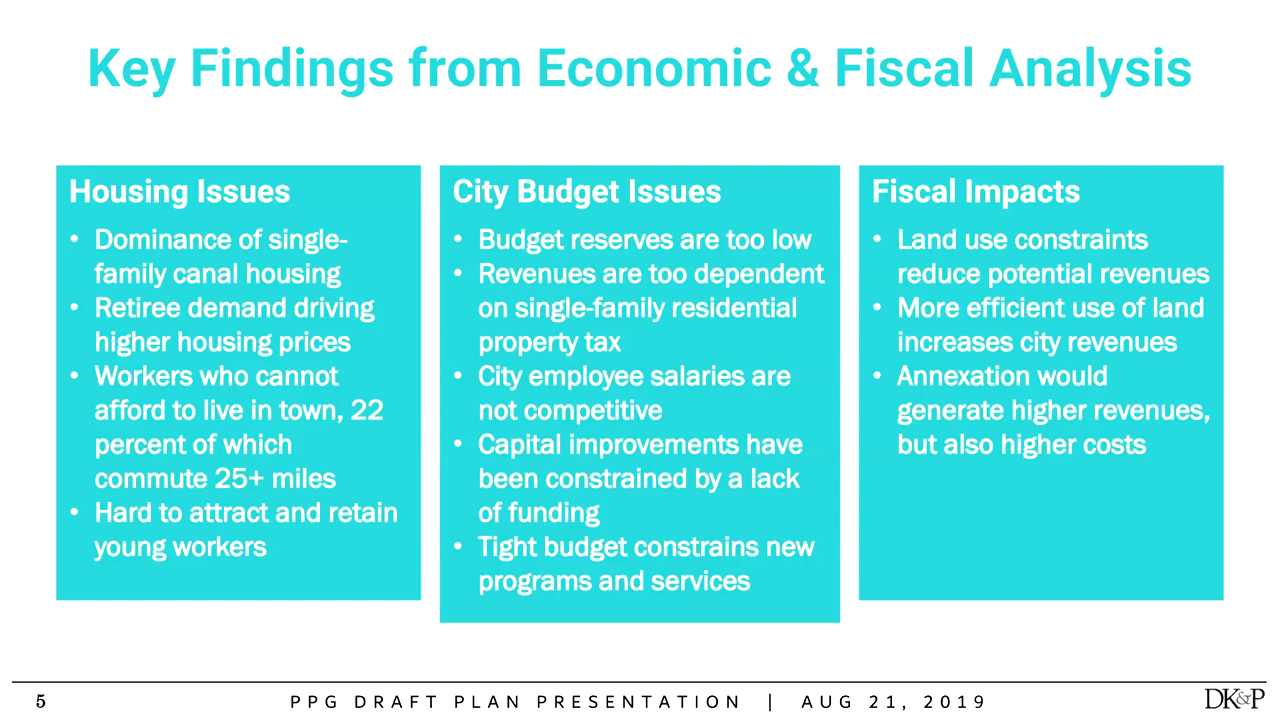 Key Findings from Economic & Fiscal Analysis
Housing Issues
• Dominance of single-
family canal housing
• Retiree demand driving
higher housing prices
• Workers who cannot
afford to live in town, 22
percent of which
commute 25+ miles
• Hard to attract and retain
young workers
City Budget Issues
• Budget reserves are too low
• Revenues are too dependent
on single-family residential
property tax
• City employee salaries are
not competitive
• Capital improvements have
been constrained by a lack
of funding
• Tight budget constrains new
programs and services
Fiscal Impacts
• Land use constraints
reduce potential revenues
• More efficient use of land
increases city revenues
• Annexation would
generate higher revenues,
but also higher costs
5
PPG DRAFT PLAN PRESENTATION | AUG 21, 2019
DK&P